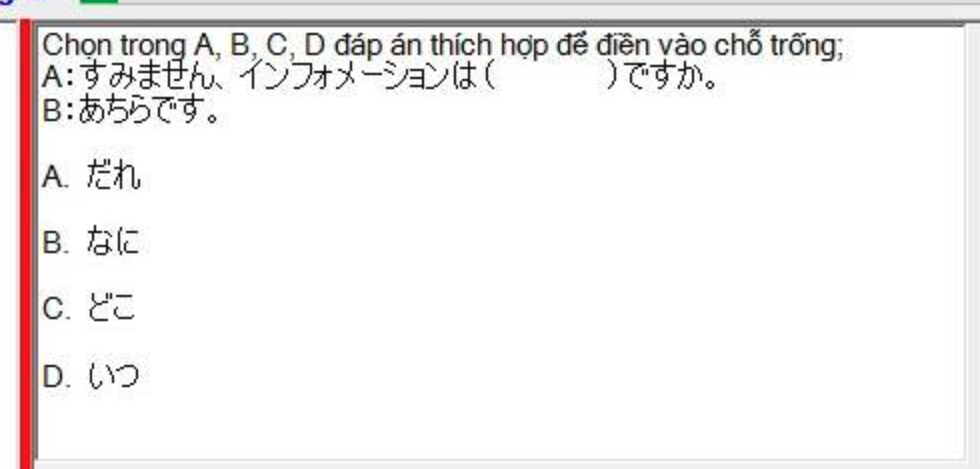 Chọn trong A, B, C, D đáp án thích hợp để điền vào chỗ trống;
A:すみません、インフォメーションは(　　　)ですか。
B:あちらです。
A. だれ
B. なに
C. どこ
D. いつ